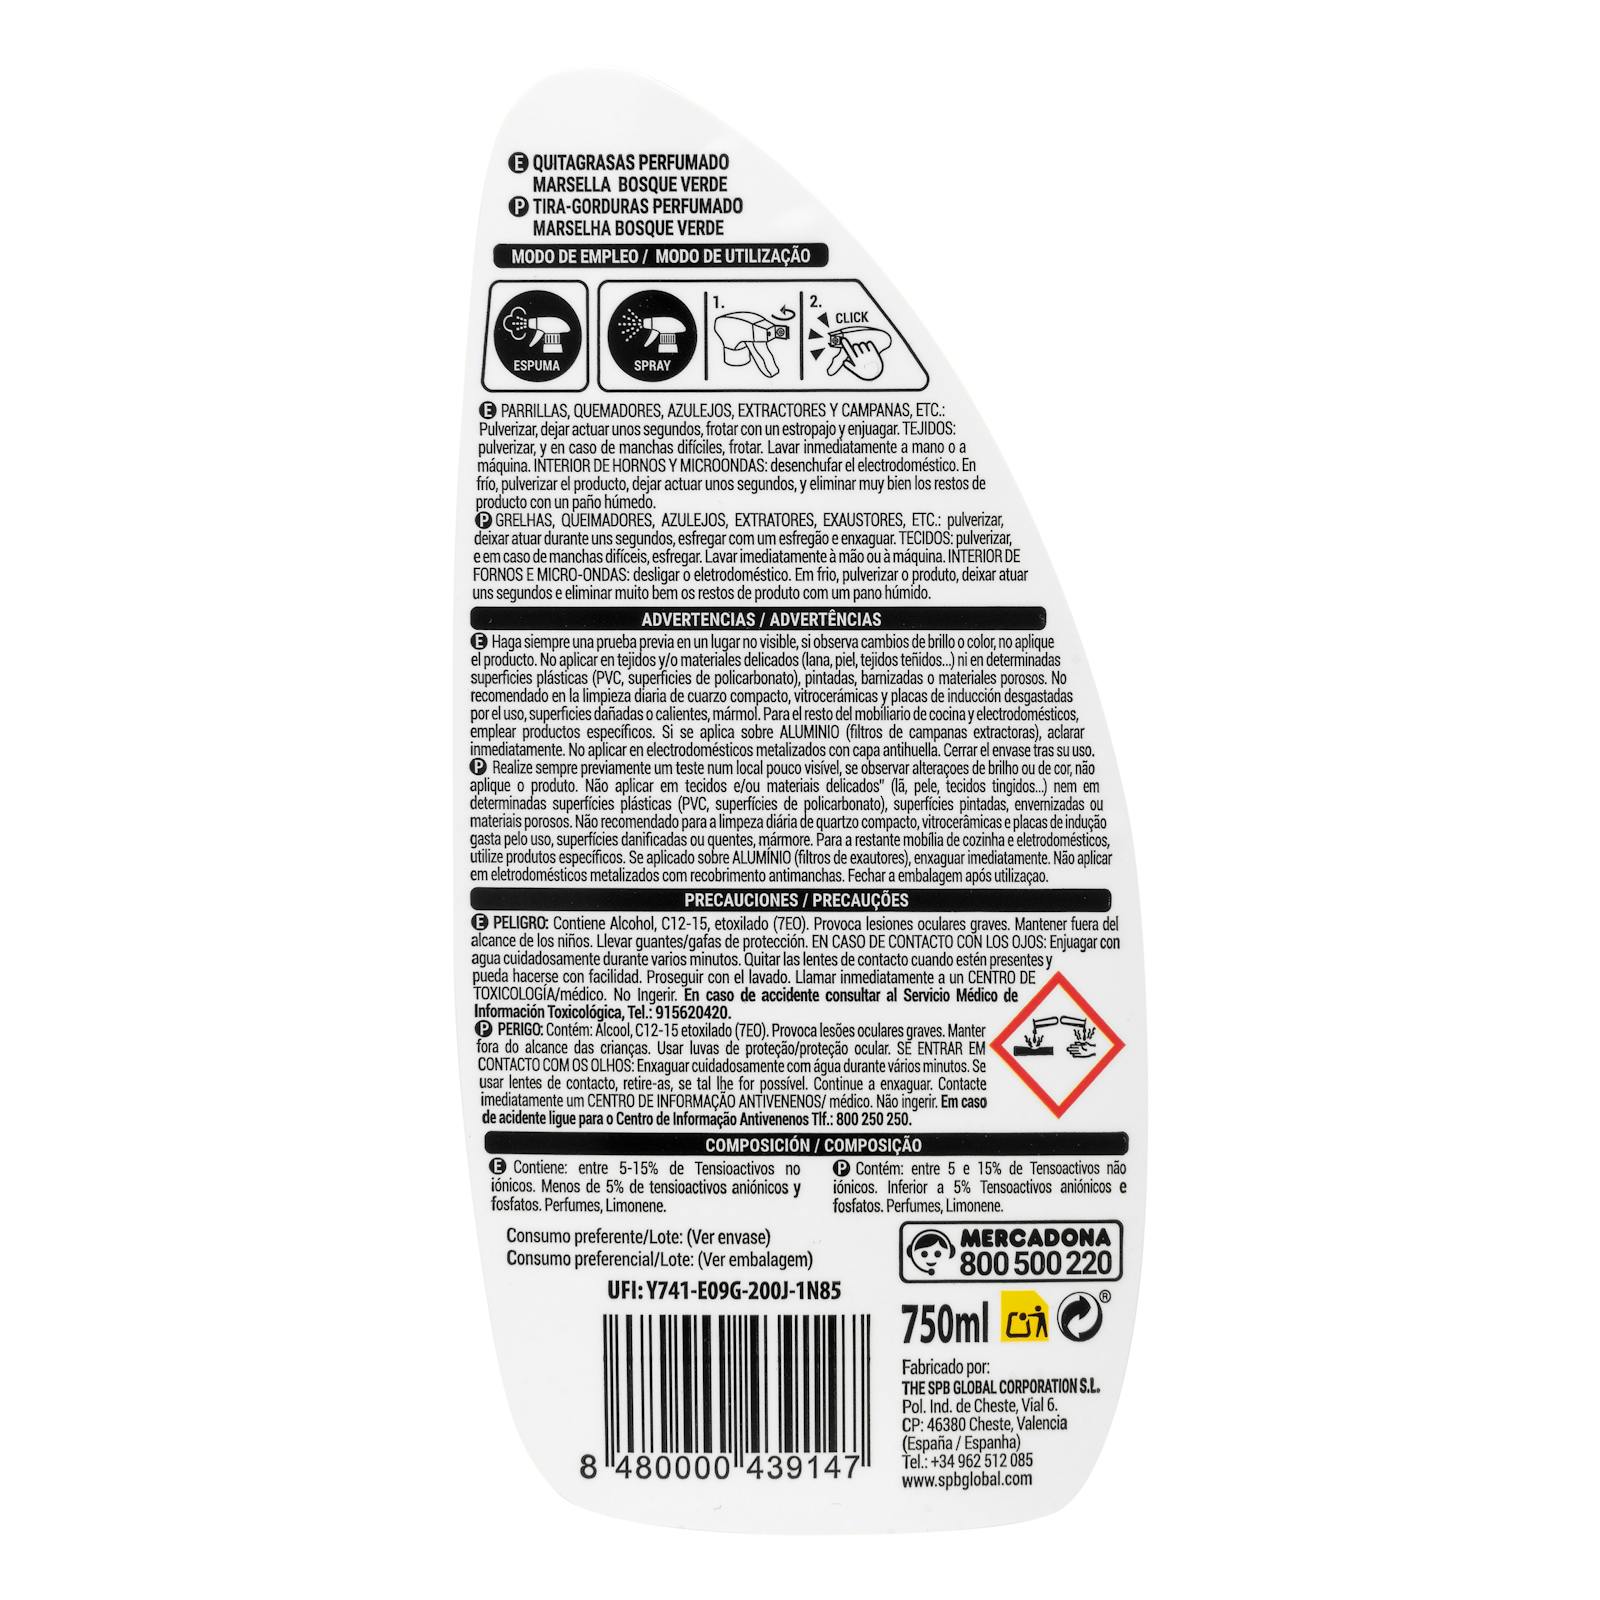 E QUITAGRASAS PERFUMADO
MARSELLA BOSQUE VERDE
P TIRA-GORDURAS PERFUMADO
MARSELHA BOSQUE VERDE
MODO DE EMPLEO / MODO DE UTILIZAÇÃO
ESPUMA
SPRAY
1.
2.
CLICK
E PARRILLAS, QUEMADORES, AZULEJOS, EXTRACTORES Y CAMPANAS, ETC.:
Pulverizar, dejar actuar unos segundos, frotar con un estropajo y enjuagar. TEJIDOS:
pulverizar, y en caso de manchas difíciles, frotar. Lavar inmediatamente a mano o a
máquina. INTERIOR DE HORNOS Y MICROONDAS: desenchufar el electrodoméstico. En
frío, pulverizar el producto, dejar actuar unos segundos, y eliminar muy bien los restos de
producto con un paño húmedo.
P GRELHAS, QUEIMADORES, AZULEJOS, EXTRATORES, EXAUSTORES, ETC.: pulverizar,
deixar atuar durante uns segundos, esfregar com um esfregão e enxaguar. TECIDOS: pulverizar,
e em caso de manchas difíceis, esfregar. Lavar imediatamente à mão ou à máquina. INTERIOR DE
FORNOS E MICRO-ONDAS: desligar o eletrodoméstico. Em frio, pulverizar o produto, deixar atuar
uns segundos e eliminar muito bem os restos de produto com um pano húmido.
ADVERTENCIAS / ADVERTÊNCIAS
E Haga siempre una prueba previa en un lugar no visible, si observa cambios de brillo o color, no aplique
el producto. No aplicar en tejidos y/o materiales delicados (lana, piel, tejidos teñidos...) ni en determinadas
superficies plásticas (PVC, superficies de policarbonato), pintadas, barnizadas o materiales porosos. No
recomendado en la limpieza diaria de cuarzo compacto, vitrocerámicas y placas de inducción desgastadas
por el uso, superficies dañadas o calientes, mármol. Para el resto del mobiliario de cocina y electrodomésticos,
emplear productos específicos. Si se aplica sobre ALUMINIO (filtros de campanas extractoras), aclarar
inmediatamente. No aplicar en electrodomésticos metalizados con capa antihuella. Cerrar el envase tras su uso.
P Realize sempre previamente um teste num local pouco visível, se observar alteraçoes de brilho ou de cor, não
aplique o produto. Não aplicar em tecidos e/ou materiais delicados" (lã, pele, tecidos tingidos...) nem em
determinadas superfícies plásticas (PVC, superfícies de policarbonato), superfícies pintadas, envernizadas ou
materiais porosos. Não recomendado para a limpeza diária de quartzo compacto, vitrocerâmicas e placas de indução
gasta pelo uso, superfícies danificadas ou quentes, mármore. Para a restante mobília de cozinha e eletrodomésticos,
utilize produtos específicos. Se aplicado sobre ALUMÍNIO (filtros de exautores), enxaguar imediatamente. Não aplicar
em eletrodomésticos metalizados com recobrimento antimanchas. Fechar a embalagem após utilizaçao.
PRECAUCIONES / PRECAUÇÕES
E PELIGRO: Contiene Alcohol, C12-15, etoxilado (7EO). Provoca lesiones oculares graves. Mantener fuera del
alcance de los niños. Llevar guantes/gafas de protección. EN CASO DE CONTACTO CON LOS OJOS: Enjuagar con
agua cuidadosamente durante varios minutos. Quitar las lentes de contacto cuando estén presentes y
pueda hacerse con facilidad. Proseguir con el lavado. Llamar inmediatamente a un CENTRO DE
TOXICOLOGÍA/médico. No Ingerir. En caso de accidente consultar al Servicio Médico de
Información Toxicológica, Tel.: 915620420.
P PERIGO: Contém: Alcool, C12-15 etoxilado (7EO). Provoca lesões oculares graves. Manter
fora do alcance das crianças. Usar luvas de proteção/proteção ocular. SE ENTRAR EM
CONTACTO COM OS OLHOS: Enxaguar cuidadosamente com água durante vários minutos. Se
usar lentes de contacto, retire-as, se tal lhe for possível. Continue a enxaguar. Contacte
imediatamente um CENTRO DE INFORMAÇÃO ANTIVENENOS/ médico. Não ingerir. Em caso
de acidente ligue para o Centro de Informação Antivenenos Tlf.: 800 250 250.
COMPOSICIÓN / COMPOSIÇÃO
E Contiene: entre 5-15% de Tensioactivos no
iónicos. Menos de 5% de tensioactivos aniónicos y
fosfatos. Perfumes, Limonene.
P Contém: entre 5 e 15% de Tensoactivos não
iónicos. Inferior a 5% Tensoactivos aniónicos e
fosfatos. Perfumes, Limonene.
Consumo preferente/Lote: (Ver envase)
Consumo preferencial/Lote: (Ver embalagem)
UFI: Y741-E09G-200J-1N85
8 480000 439147
MERCADONA
800 500 220
750ml
®
Fabricado por:
THE SPB GLOBAL CORPORATION S.L.
Pol. Ind. de Cheste, Vial 6.
CP: 46380 Cheste, Valencia
(España / Espanha)
Tel.: +34 962 512 085
www.spbglobal.com